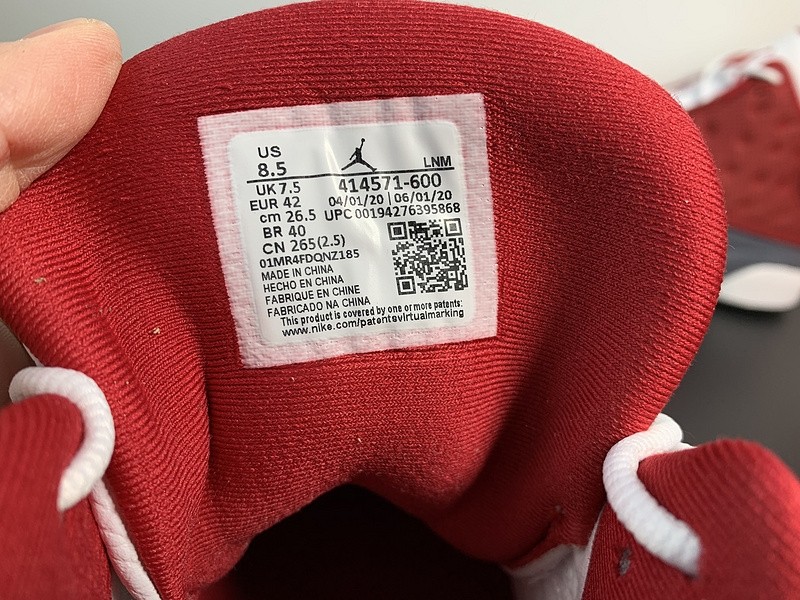 US
8.5
LNM
UK 7.5
414571-600
EUR 42
04/01/20 | 06/01/20
cm 26.5
UPC 00194276395868
BR 40
CN 265(2.5)
01MR4FDQNZ185
MADE IN CHINA
HECHO EN CHINA
FABRIQUE EN CHINE
FABRICADO NA CHINA
This product is covered by one or more patents:
www.nike.com/patentsvirtualmarking